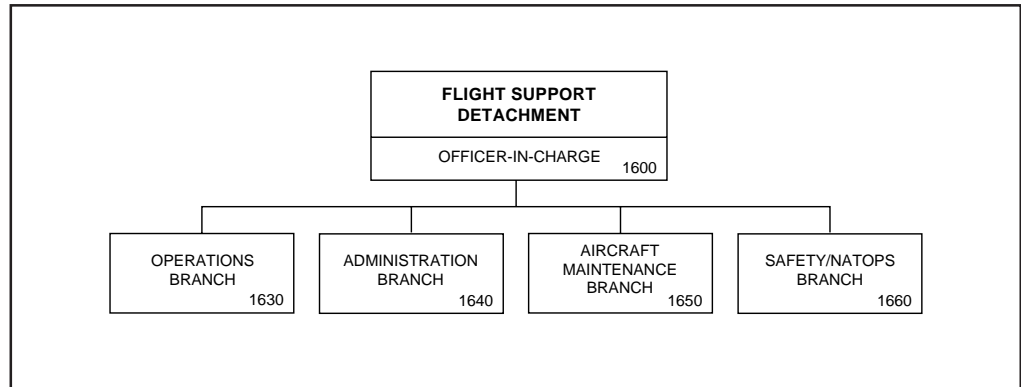 FLIGHT SUPPORT
DETACHMENT
OFFICER-IN-CHARGE
1600
OPERATIONS
BRANCH
1630
ADMINISTRATION
BRANCH
1640
AIRCRAFT
MAINTENANCE
BRANCH
1650
SAFETY/NATOPS
BRANCH
1660